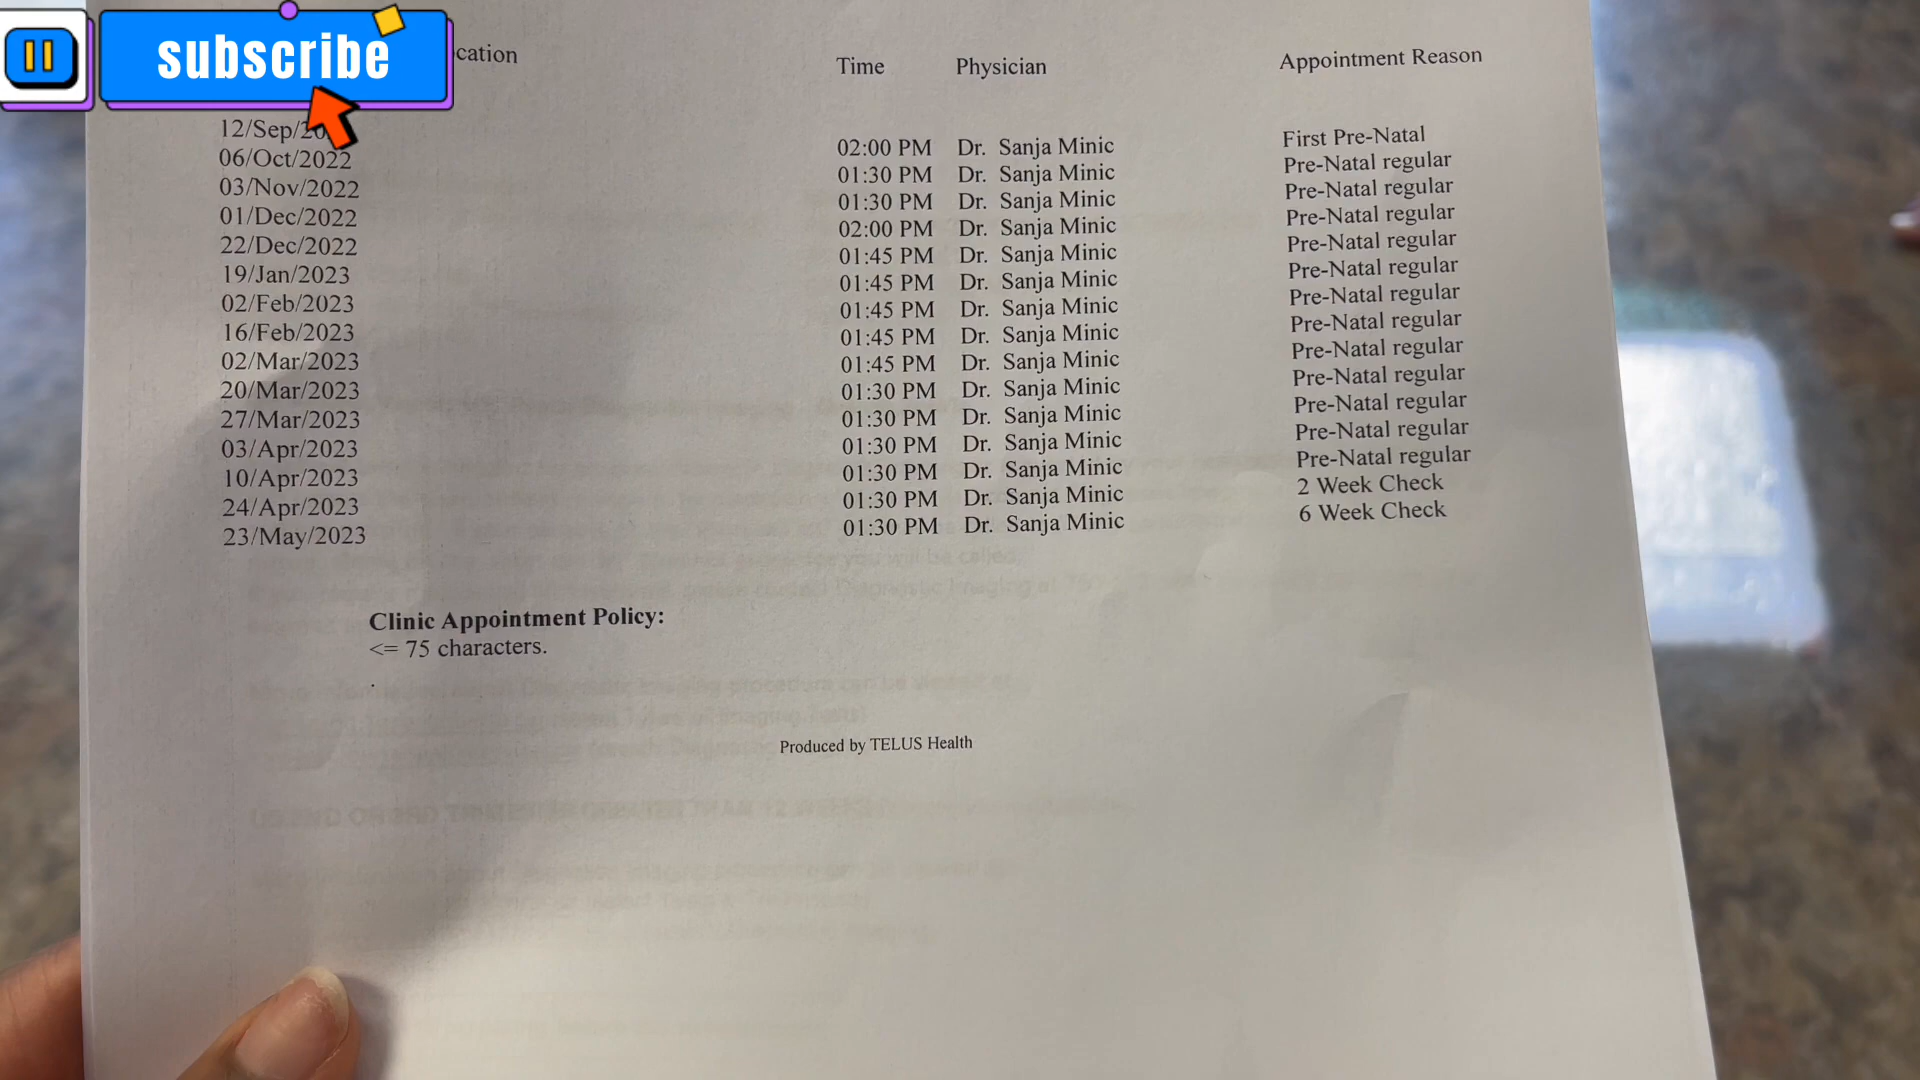 subscribe
cation Time Physician Appointment Reason
12/Sep/20 02:00 PM Dr. Sanja Minic First Pre-Natal
06/Oct/2022 01:30 PM Dr. Sanja Minic Pre-Natal regular
03/Nov/2022 01:30 PM Dr. Sanja Minic Pre-Natal regular
01/Dec/2022 02:00 PM Dr. Sanja Minic Pre-Natal regular
22/Dec/2022 01:45 PM Dr. Sanja Minic Pre-Natal regular
19/Jan/2023 01:45 PM Dr. Sanja Minic Pre-Natal regular
02/Feb/2023 01:45 PM Dr. Sanja Minic Pre-Natal regular
16/Feb/2023 01:45 PM Dr. Sanja Minic Pre-Natal regular
02/Mar/2023 01:45 PM Dr. Sanja Minic Pre-Natal regular
20/Mar/2023 01:30 PM Dr. Sanja Minic Pre-Natal regular
27/Mar/2023 01:30 PM Dr. Sanja Minic Pre-Natal regular
03/Apr/2023 01:30 PM Dr. Sanja Minic Pre-Natal regular
10/Apr/2023 01:30 PM Dr. Sanja Minic Pre-Natal regular
24/Apr/2023 01:30 PM Dr. Sanja Minic 2 Week Check
23/May/2023 01:30 PM Dr. Sanja Minic 6 Week Check
Clinic Appointment Policy:
<= 75 characters.
.
Produced by TELUS Health